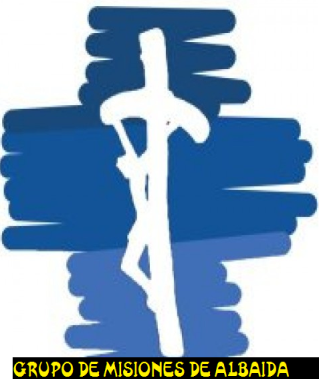 GRUPO DE MISIONES DE ALBAIDA